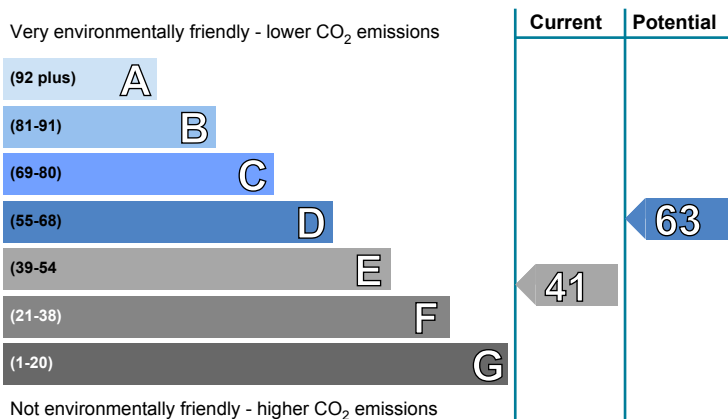 Current Potential
Very environmentally friendly - lower CO2 emissions
(92 plus) A
(81-91) B
(69-80) C
(55-68) D
63
(39-54 E
41
(21-38) F
(1-20) G
Not environmentally friendly - higher CO2 emissions